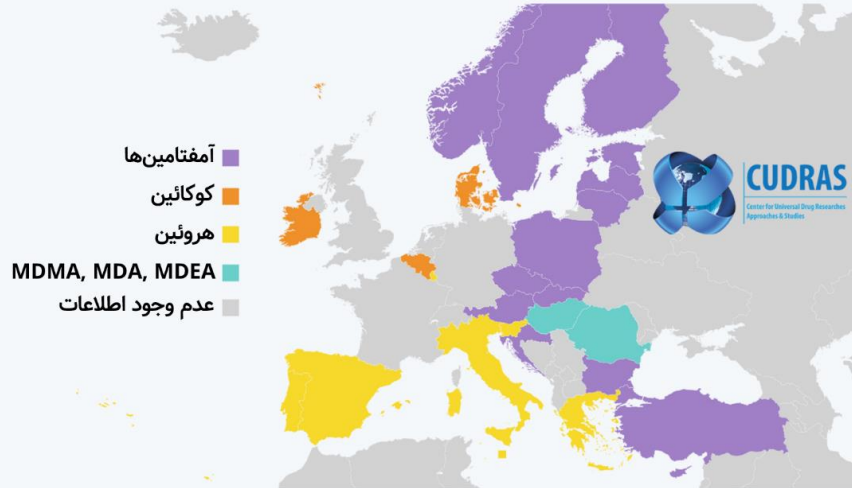 آمفتامین‌ها
کوکائین
هروئین
MDMA, MDA, MDEA
عدم وجود اطلاعات
CUDRAS
Center for Universal Drug Researches
Approaches & Studies